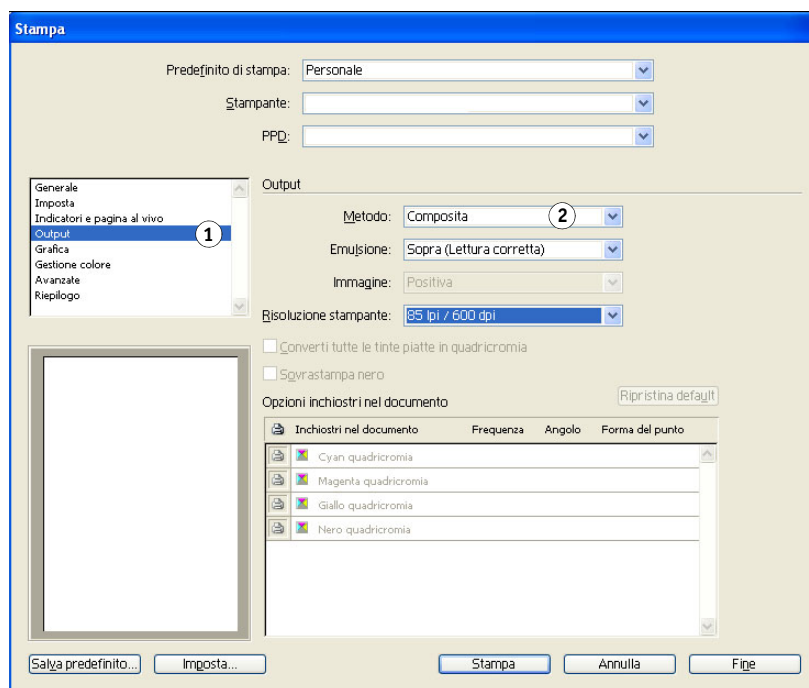 Stampa
Predefinito di stampa: Personale
Stampante:
PPD:
Generale
Imposta
Indicatori e pagina al vivo
Output 1
Grafica
Gestione colore
Avanzate
Riepilogo
Output
Metodo: Composita 2
Emulsione: Sopra (Lettura corretta)
Immagine: Positiva
Risoluzione stampante: 85 lpi / 600 dpi
Converti tutte le tinte piatte in quadricromia
Sovrastampa nero
Ripristina default
Opzioni inchiostri nel documento
Inchiostri nel documento Frequenza Angolo Forma del punto
Cyan quadricromia
Magenta quadricromia
Giallo quadricromia
Nero quadricromia
Salva predefinito... Imposta... Stampa Annulla Fine